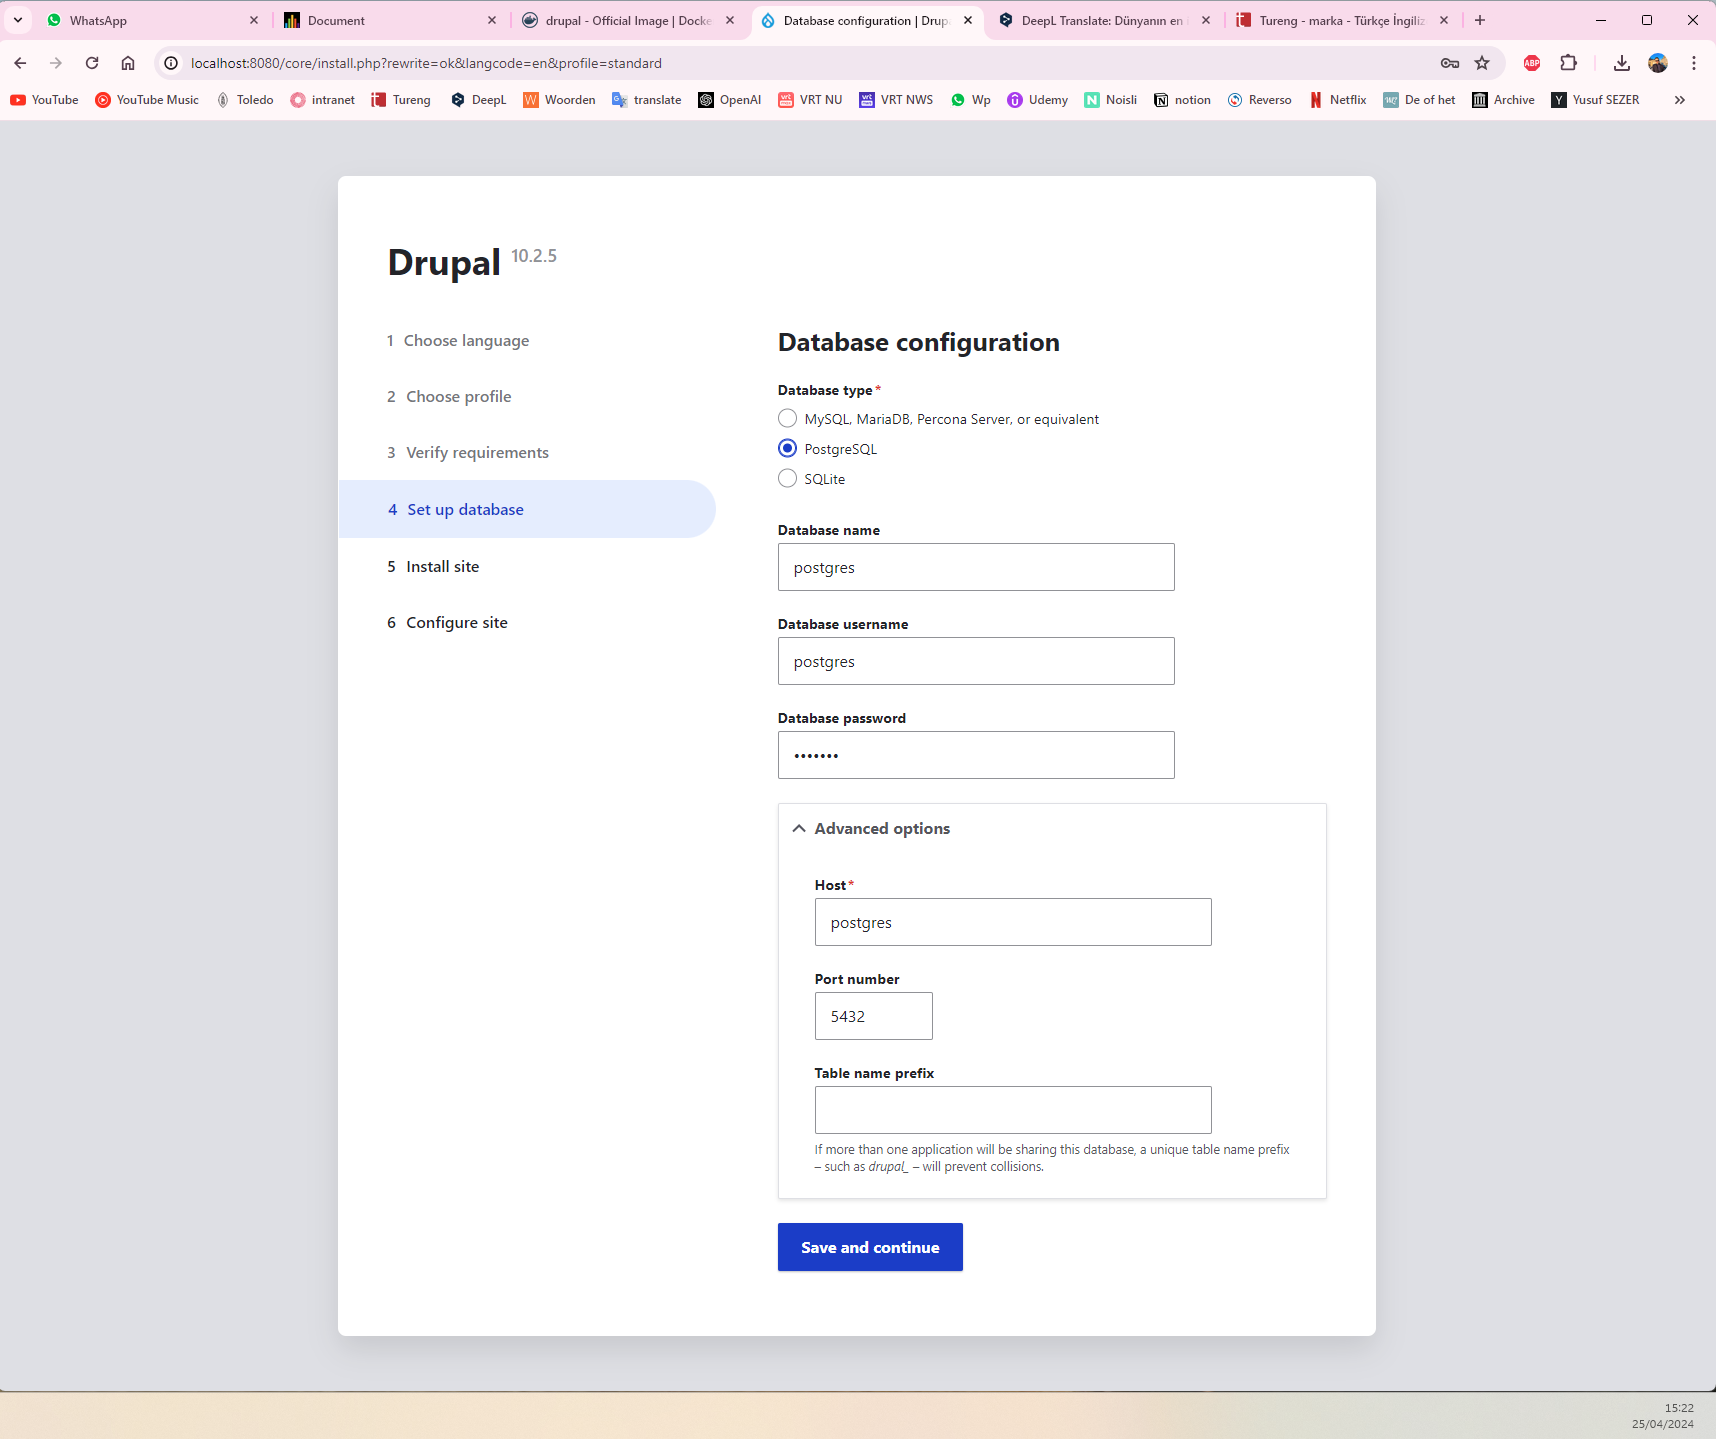 WhatsApp
Document
drupal - Official Image | Docke
Database configuration | Drup
DeepL Translate: Dünyanın en
Tureng - marka - Türkçe İngiliz
localhost:8080/core/install.php?rewrite=ok&langcode=en&profile=standard
ABP
YouTube
YouTube Music
Toledo
intranet
Tureng
DeepL
Woorden
translate
OpenAI
VRT NU
VRT NWS
Wp
Udemy
Noisli
notion
Reverso
Netflix
De of het
Archive
Yusuf SEZER
Drupal 10.2.5
1 Choose language
2 Choose profile
3 Verify requirements
4 Set up database
5 Install site
6 Configure site
Database configuration
Database type*
MySQL, MariaDB, Percona Server, or equivalent
PostgreSQL
SQLite
Database name
postgres
Database username
postgres
Database password
•••••••
Advanced options
Host*
postgres
Port number
5432
Table name prefix
If more than one application will be sharing this database, a unique table name prefix
– such as drupal_ – will prevent collisions.
Save and continue
15:22
25/04/2024